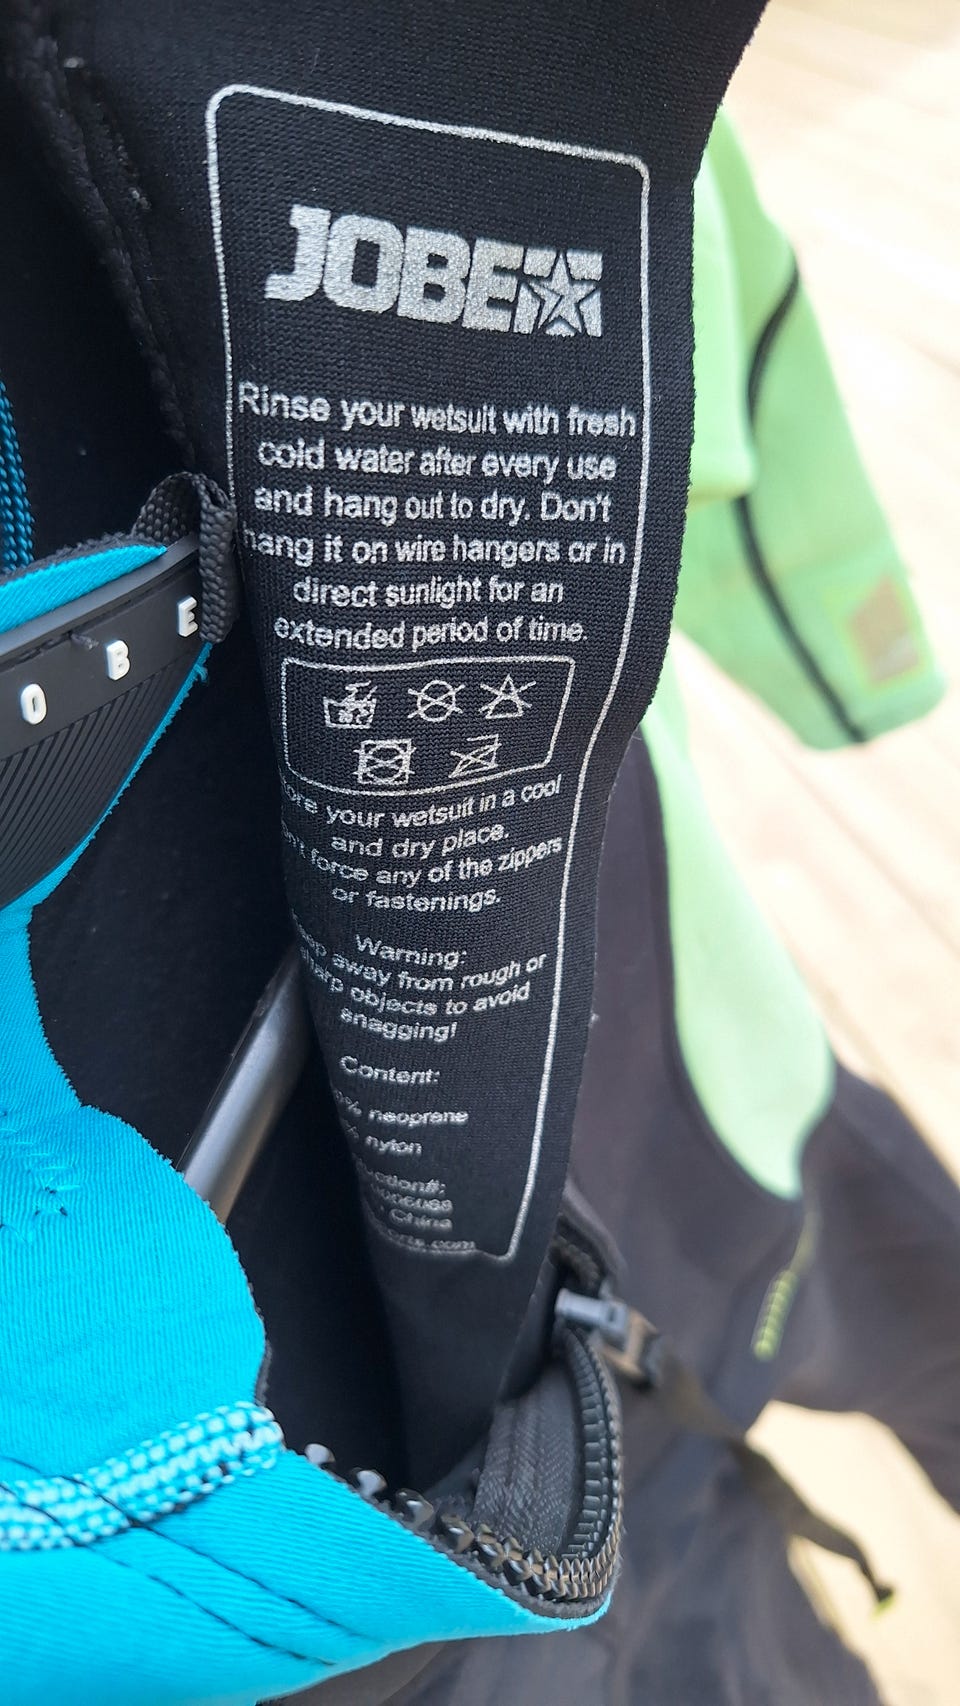 JOBE
Rinse your wetsuit with fresh
cold water after every use
and hang out to dry. Don't
hang it on wire hangers or in
direct sunlight for an
extended period of time.
your wetsuit in a cool
and dry place.
force any of the zippers
or fastenings.
Warning:
away from rough or
objects to avoid
snagging!
Content:
neoprene
nylon
China
O B E